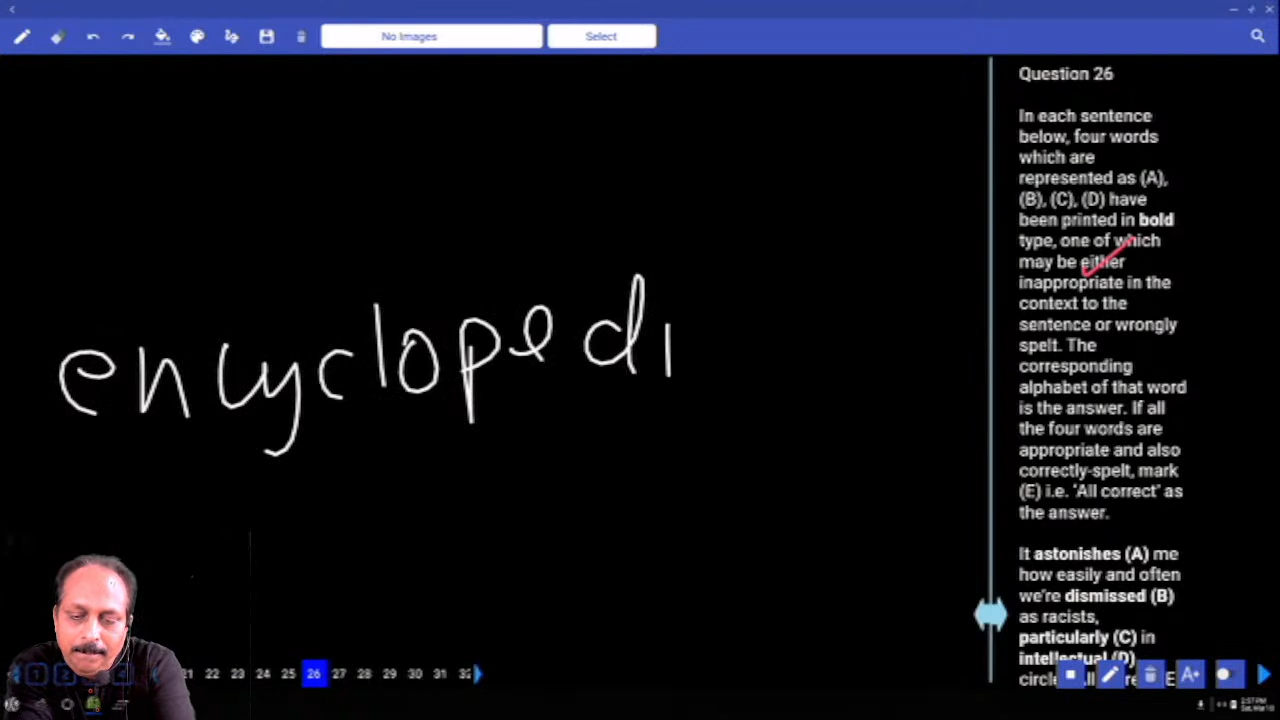 No Images
Select
Question 26
In each sentence
below, four words
which are
represented as (A),
(B), (C), (D) have
been printed in bold
type, one of which
may be either
inappropriate in the
context to the
sentence or wrongly
spelt. The
corresponding
alphabet of that word
is the answer. If all
the four words are
appropriate and also
correctly-spelt, mark
(E) i.e. 'All correct' as
the answer.
It astonishes (A) me
how easily and often
we're dismissed (B)
as racists,
particularly (C) in
intellectual (D)
encyclopedi
1 2 4
21 22 23 24 25 26 27 28 29 30 31
A+